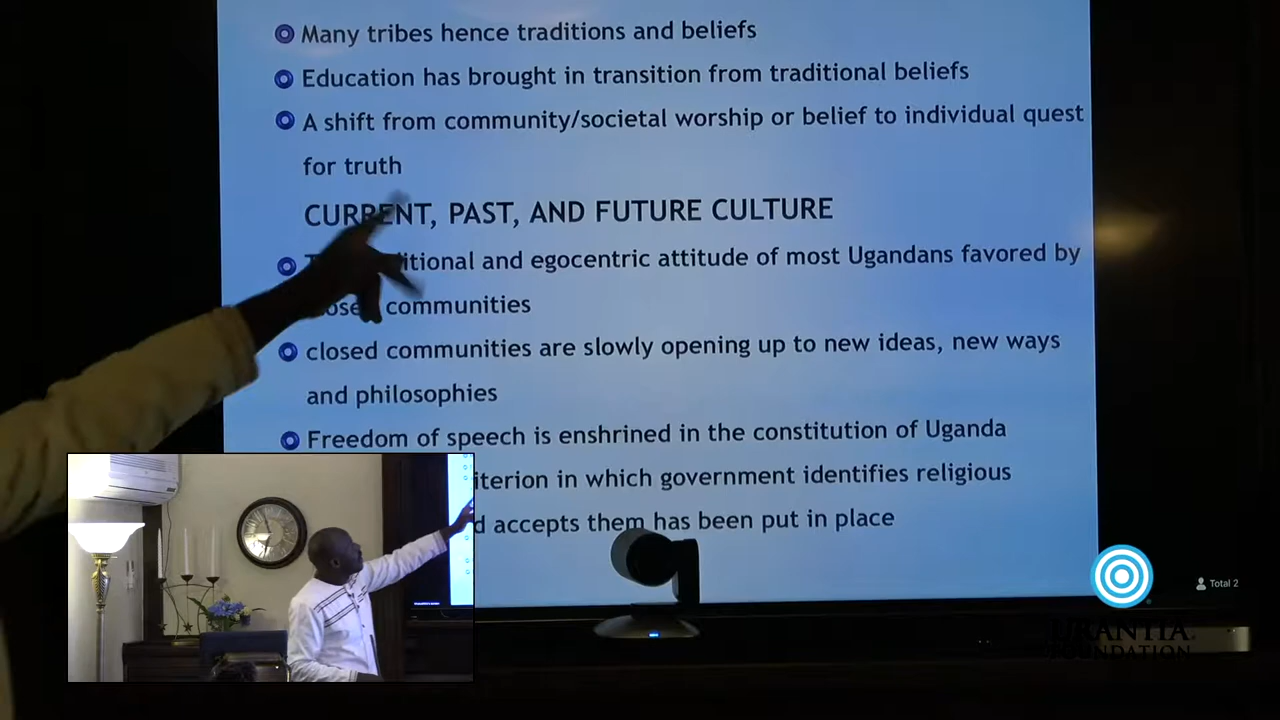 Many tribes hence traditions and beliefs
Education has brought in transition from traditional beliefs
A shift from community/societal worship or belief to individual quest
for truth
CURRENT, PAST, AND FUTURE CULTURE
and egocentric attitude of most Ugandans favored by
communities
closed communities are slowly opening up to new ideas, new ways
and philosophies
Freedom of speech is enshrined in the constitution of Uganda
in which government identifies religious
accepts them has been put in place
Total 2
URANTIA
FOUNDATION